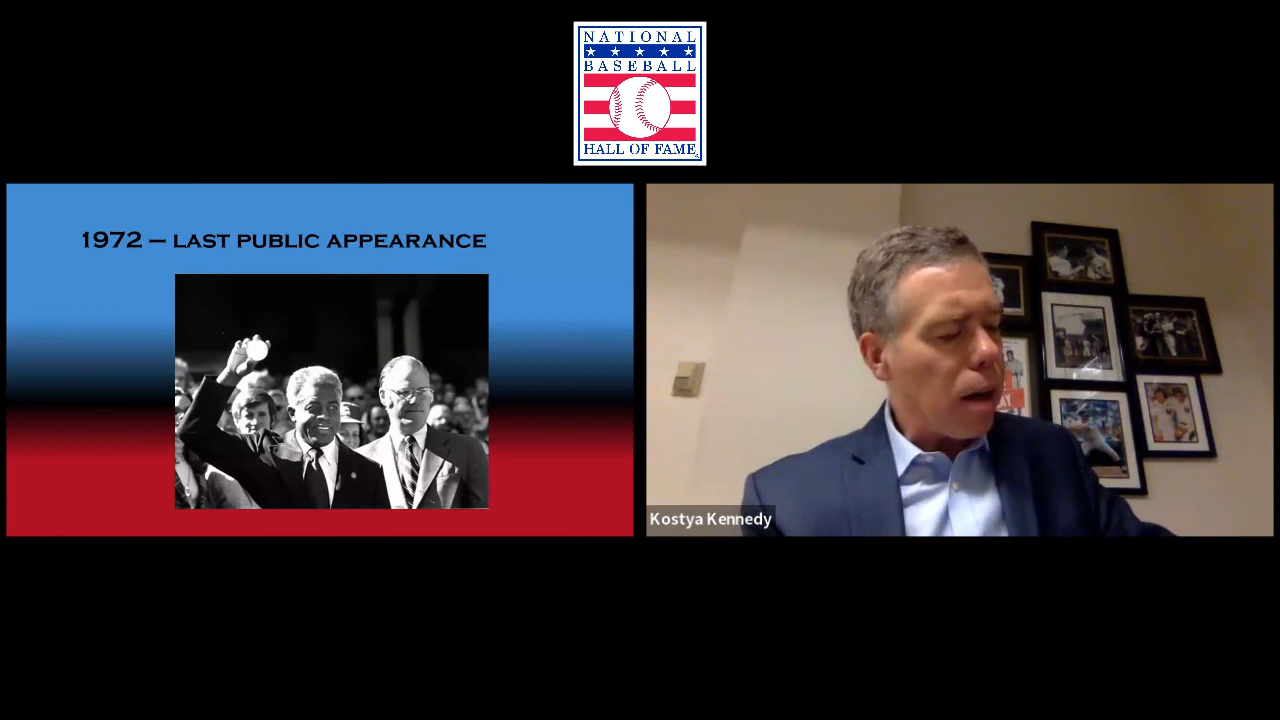 NATIONAL
BASEBALL
HALL OF FAME
1972 – LAST PUBLIC APPEARANCE
Kostya Kennedy